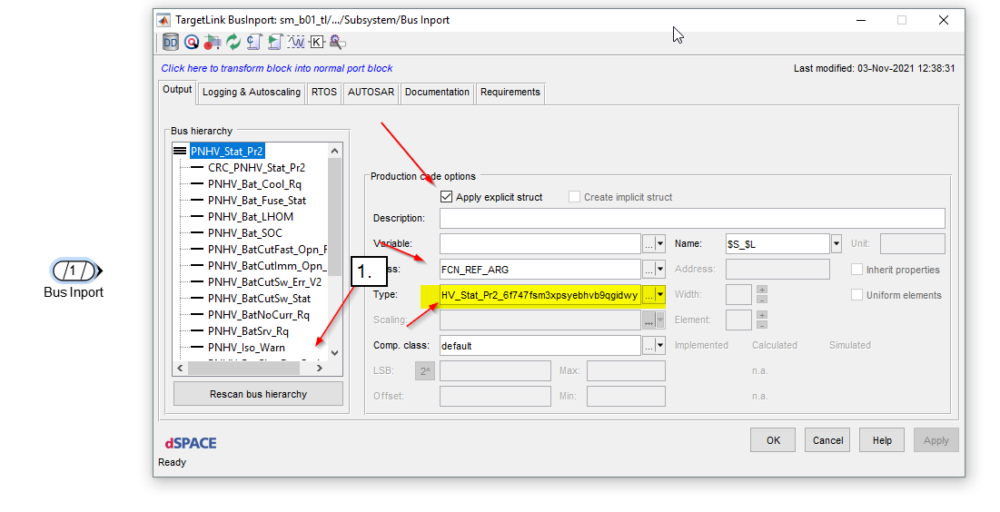 TargetLink BusInport: sm_b01_tl/.../Subsystem/Bus Inport
DD
K
Click here to transform block into normal port block
Last modified: 03-Nov-2021 12:38:31
Output
Logging & Autoscaling
RTOS
AUTOSAR
Documentation
Requirements
Bus hierarchy
PNHV_Stat_Pr2
CRC_PNHV_Stat_Pr2
PNHV_Bat_Cool_Rq
PNHV_Bat_Fuse_Stat
PNHV_Bat_LHOM
PNHV_Bat_SOC
PNHV_BatCutFast_Opn_F
PNHV_BatCutImm_Opn_
PNHV_BatCutSw_Err_V2
PNHV_BatCutSw_Stat
PNHV_BatNoCurr_Rq
PNHV_BatSrv_Rq
PNHV_Iso_Warn
Rescan bus hierarchy
Production code options
Apply explicit struct
Create implicit struct
Description:
Variable:
...
Name:
$S_$L
Unit:
ss:
FCN_REF_ARG
...
Address:
Inherit properties
Type:
HV_Stat_Pr2_6f747fsm3xpsyebhvb9qgidwy
...
Width:
Uniform elements
Scaling:
...
Element:
Comp. class:
default
...
Implemented
Calculated
Simulated
LSB:
2^
Max:
n.a.
Offset:
Min:
n.a.
1.
/1/
Bus Inport
dSPACE
OK
Cancel
Help
Apply
Ready